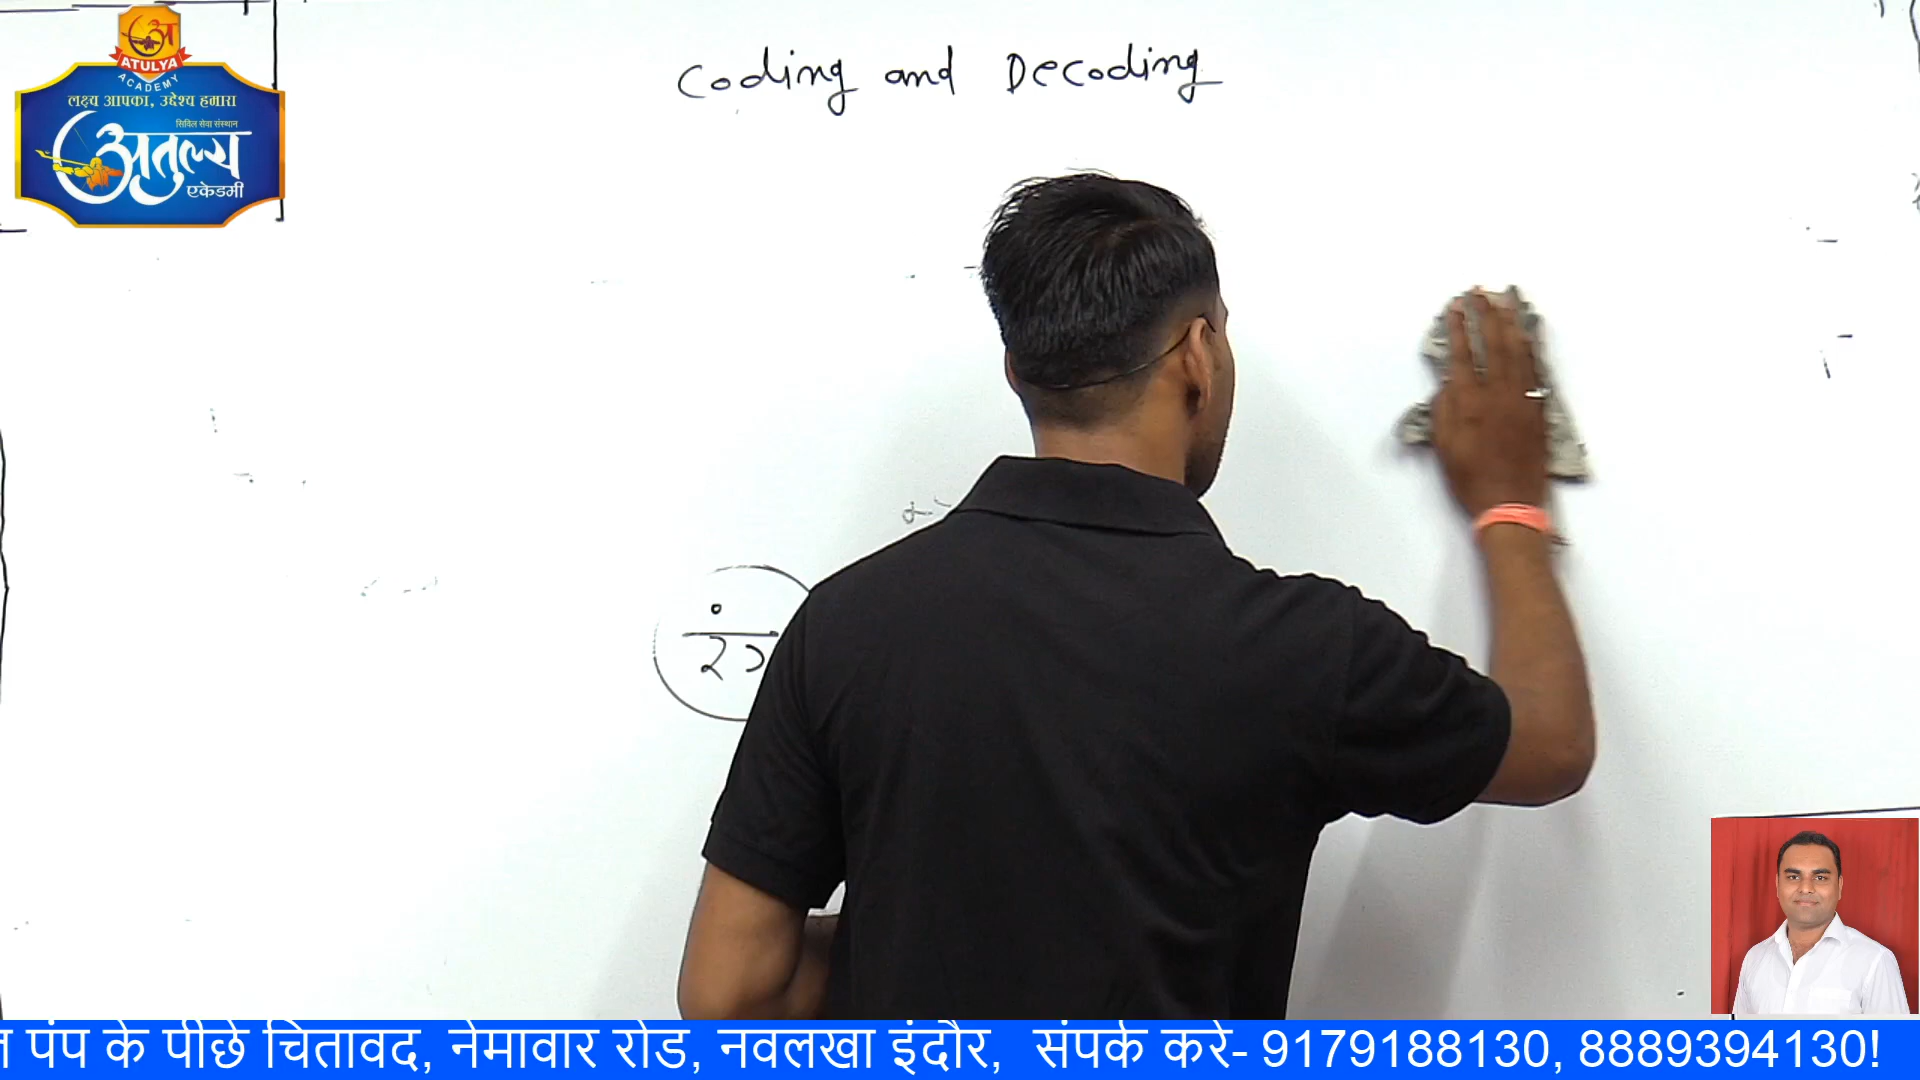 ATULYA
ACADEMY
लक्ष्य आपका, उद्देश्य हमारा
सिविल सेवा संस्थान
अतुल्य
एकेडमी
Coding and Decoding
पंप के पीछे चितावद, नेमावार रोड, नवलखा इंदौर, संपर्क करे- 9179188130, 8889394130!